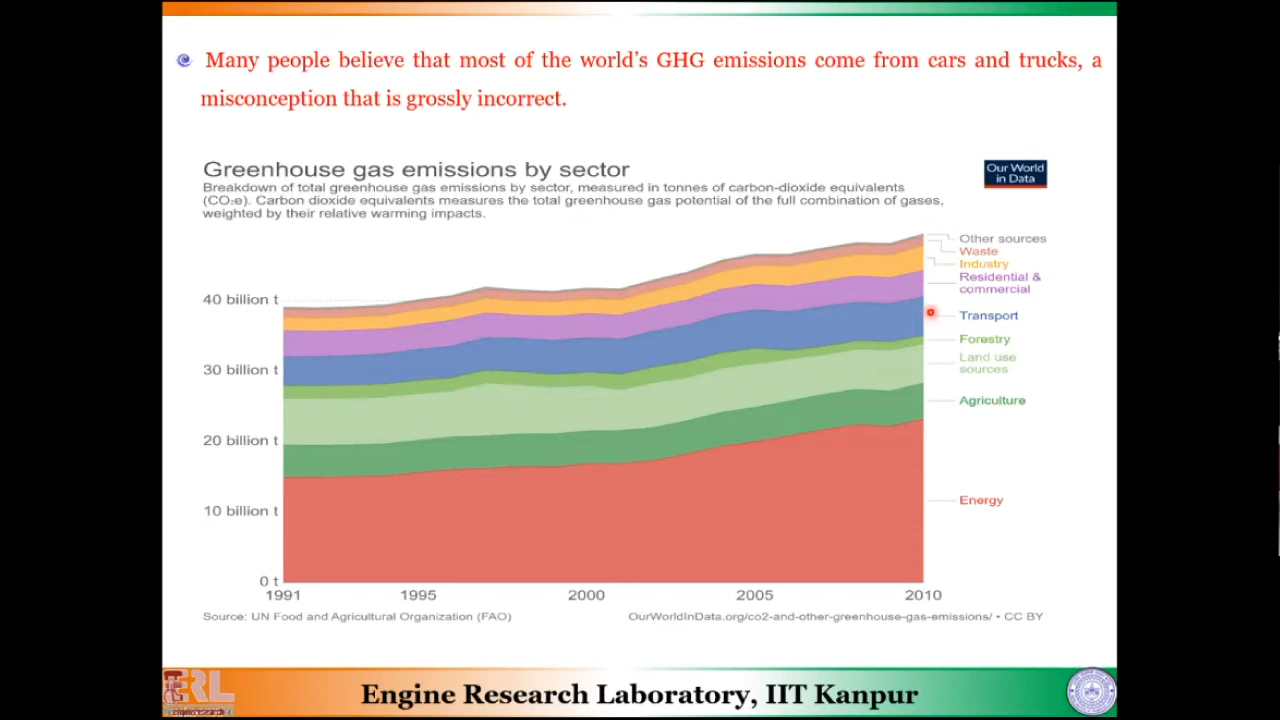 Many people believe that most of the world's GHG emissions come from cars and trucks, a
misconception that is grossly incorrect.
Greenhouse gas emissions by sector
Our World
in Data
Breakdown of total greenhouse gas emissions by sector, measured in tonnes of carbon-dioxide equivalents
(CO₂e). Carbon dioxide equivalents measures the total greenhouse gas potential of the full combination of gases,
weighted by their relative warming impacts.
Other sources
Waste
Industry
Residential &
commercial
40 billion t
Transport
Forestry
Land use
sources
30 billion t
Agriculture
20 billion t
Energy
10 billion t
0 t
1991 1995 2000 2005 2010
Source: UN Food and Agricultural Organization (FAO)
OurWorldInData.org/co2-and-other-greenhouse-gas-emissions/ • CC BY
ERL
Engine Research Laboratory, IIT Kanpur